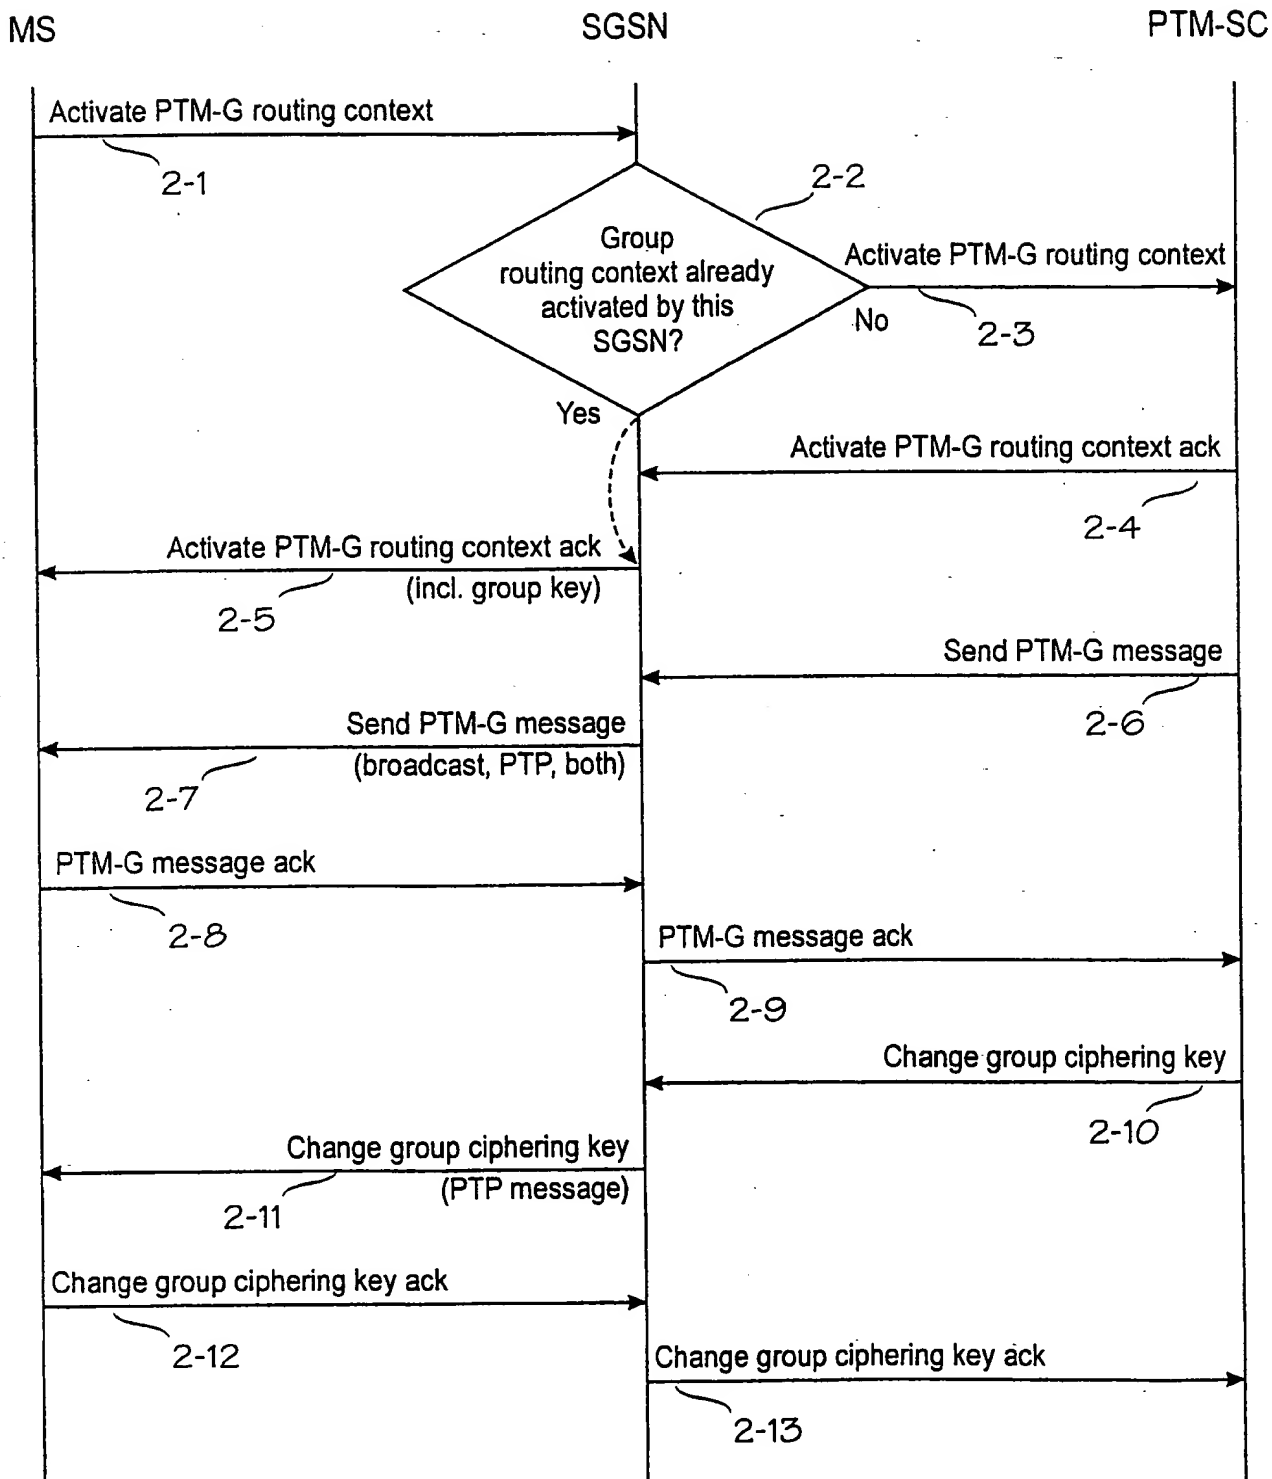 MS
SGSN
PTM-SC
Activate PTM-G routing context
2-1
2-2
Group
routing context already
activated by this
SGSN?
Activate PTM-G routing context
No
2-3
Yes
Activate PTM-G routing context ack
2-4
Activate PTM-G routing context ack
(incl. group key)
2-5
Send PTM-G message
2-6
Send PTM-G message
(broadcast, PTP, both)
2-7
PTM-G message ack
2-8
PTM-G message ack
2-9
Change group ciphering key
2-10
Change group ciphering key
(PTP message)
2-11
Change group ciphering key ack
2-12
Change group ciphering key ack
2-13